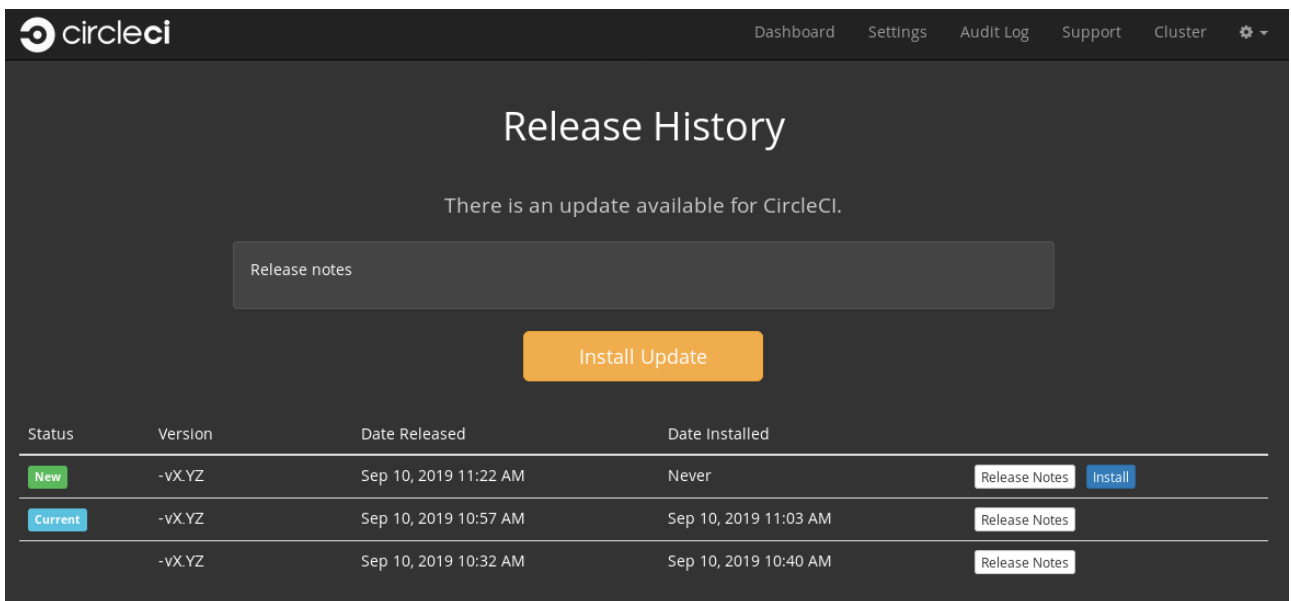 circleci Dashboard Settings Audit Log Support Cluster
Release History
There is an update available for CircleCI.
Release notes
Install Update
Status Version Date Released Date Installed
New -vX.YZ Sep 10, 2019 11:22 AM Never Release Notes Install
Current -vX.YZ Sep 10, 2019 10:57 AM Sep 10, 2019 11:03 AM Release Notes
-vX.YZ Sep 10, 2019 10:32 AM Sep 10, 2019 10:40 AM Release Notes